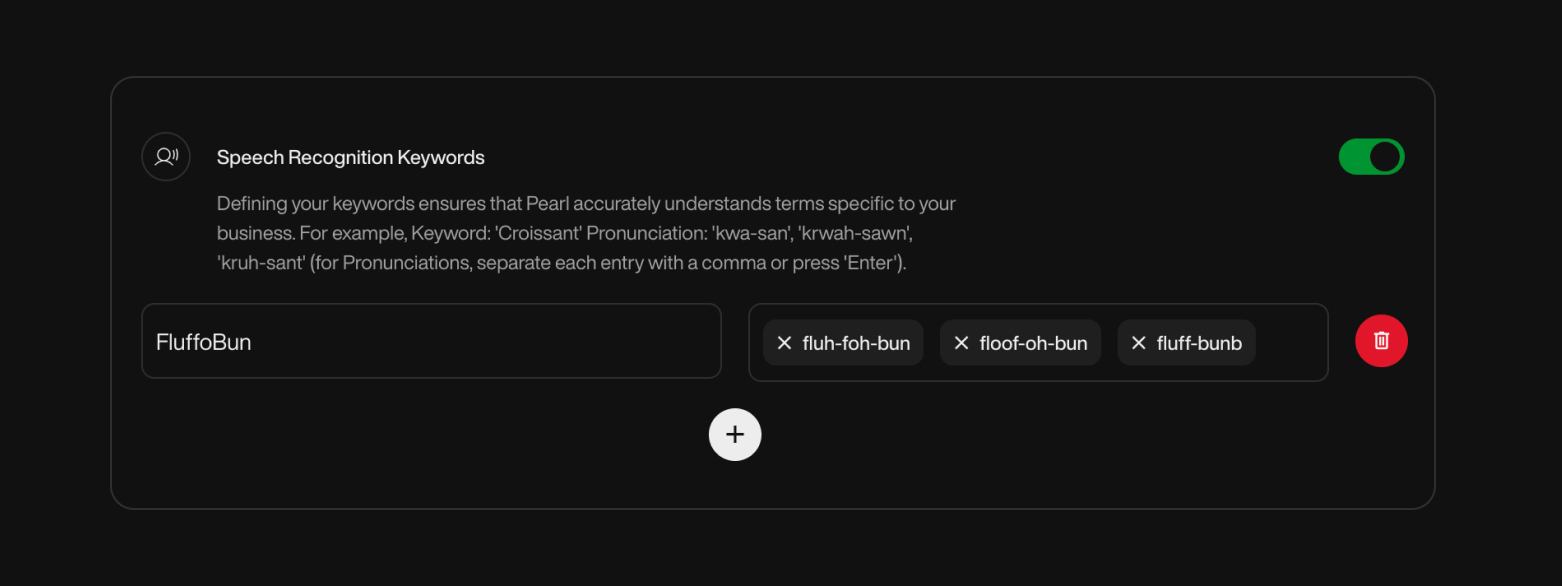 Speech Recognition Keywords
Defining your keywords ensures that Pearl accurately understands terms specific to your
business. For example, Keyword: 'Croissant' Pronunciation: 'kwa-san', 'krwah-sawn',
'kruh-sant' (for Pronunciations, separate each entry with a comma or press 'Enter').
FluffoBun
fluh-foh-bun
floof-oh-bun
fluff-bunb